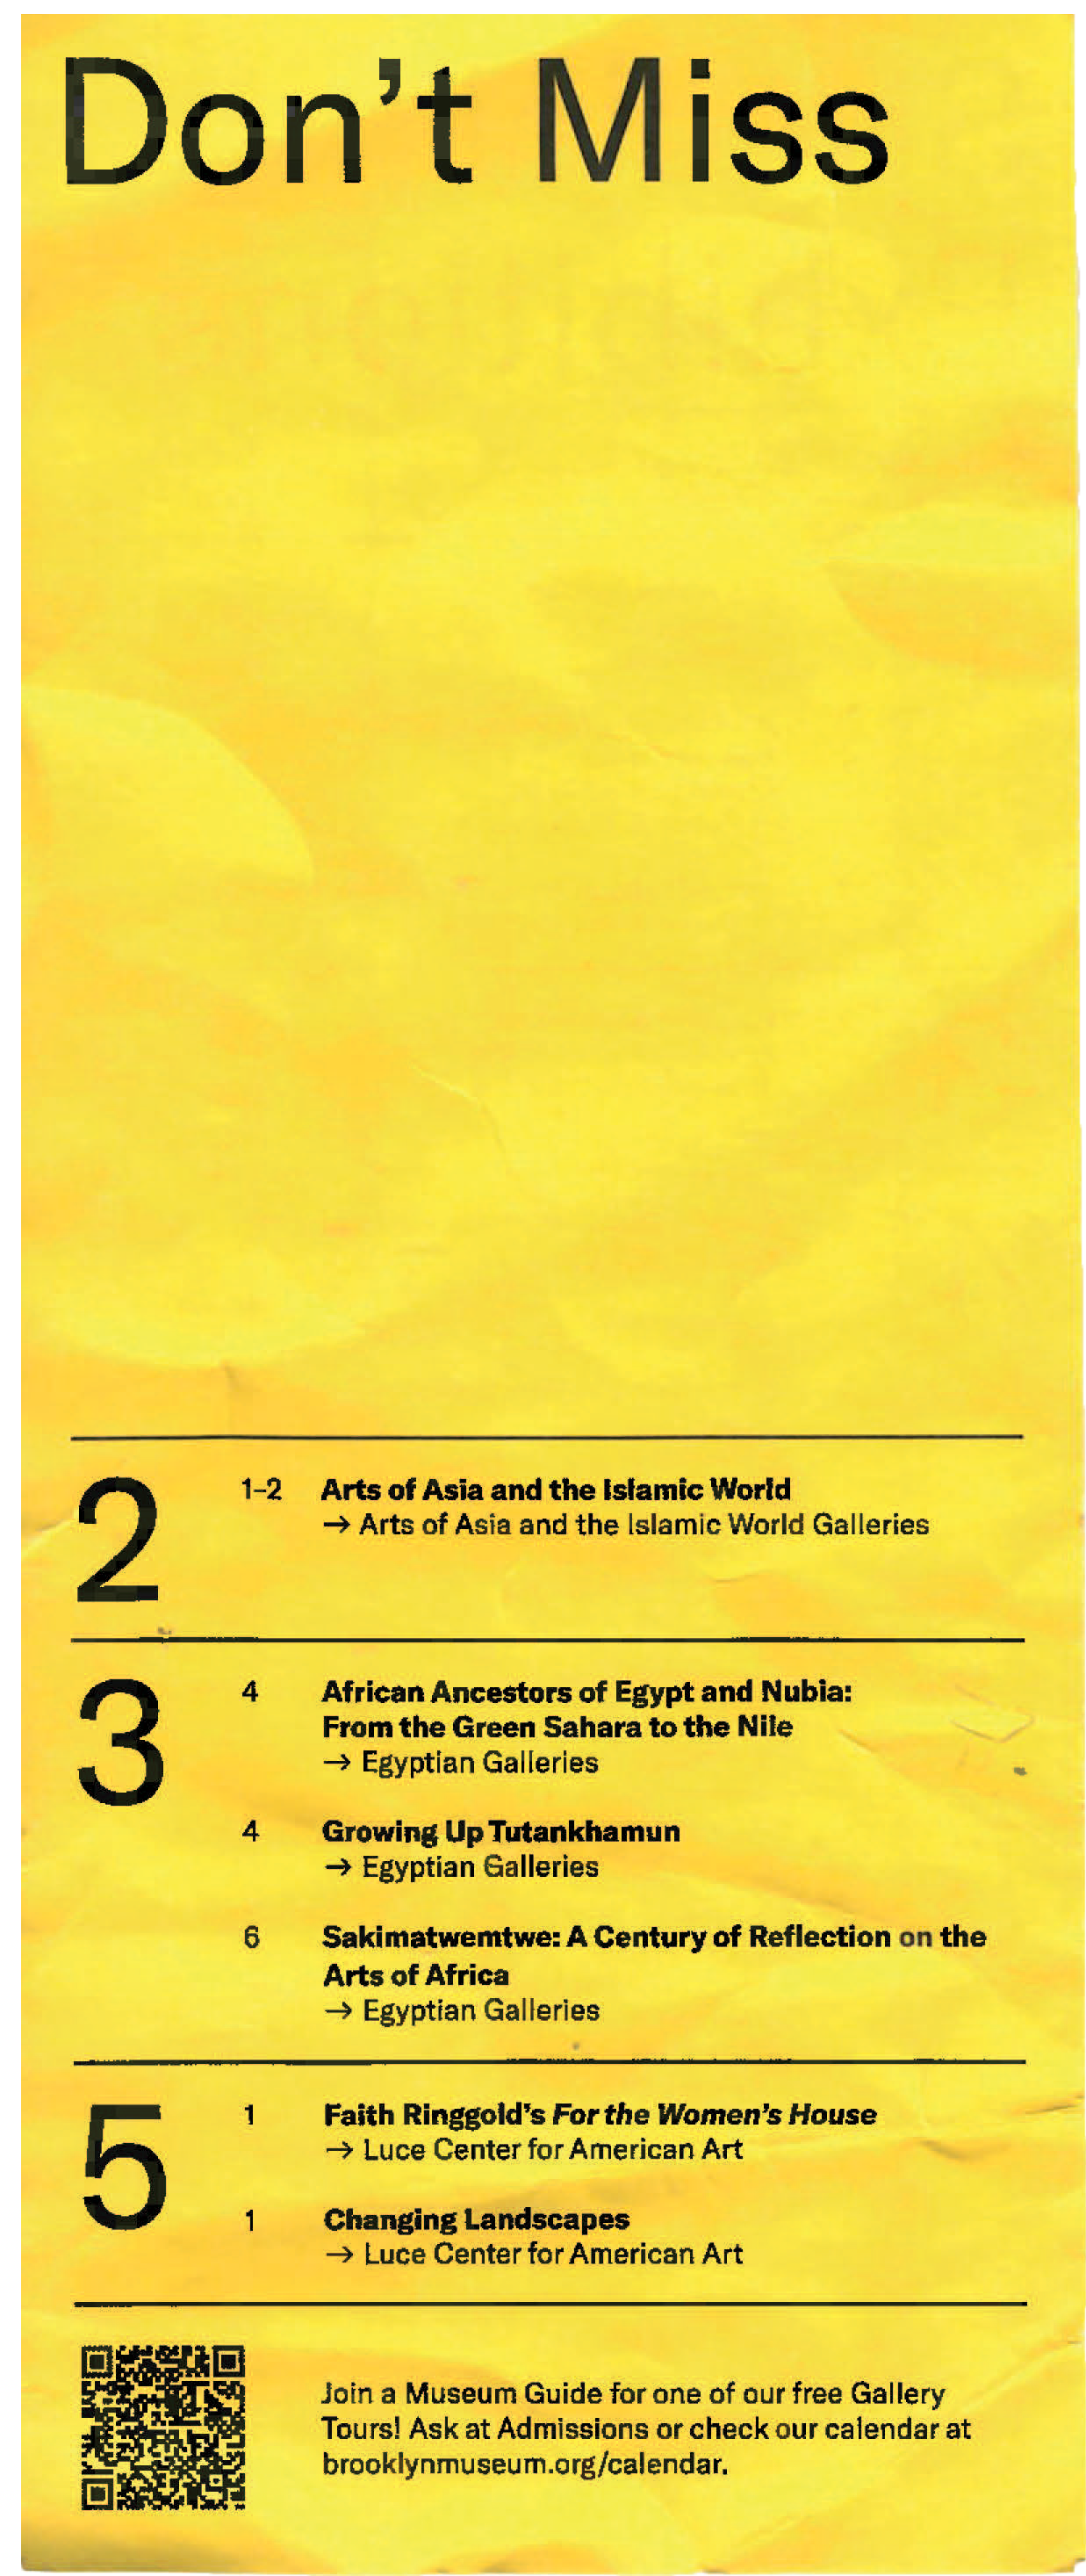 Don't Miss
2
1–2 Arts of Asia and the Islamic World
→ Arts of Asia and the Islamic World Galleries
3
4 African Ancestors of Egypt and Nubia:
From the Green Sahara to the Nile
→ Egyptian Galleries
4 Growing Up Tutankhamun
→ Egyptian Galleries
6 Sakimatwemtwe: A Century of Reflection on the
Arts of Africa
→ Egyptian Galleries
5
1 Faith Ringgold's For the Women's House
→ Luce Center for American Art
1 Changing Landscapes
→ Luce Center for American Art
Join a Museum Guide for one of our free Gallery
Tours! Ask at Admissions or check our calendar at
brooklynmuseum.org/calendar.